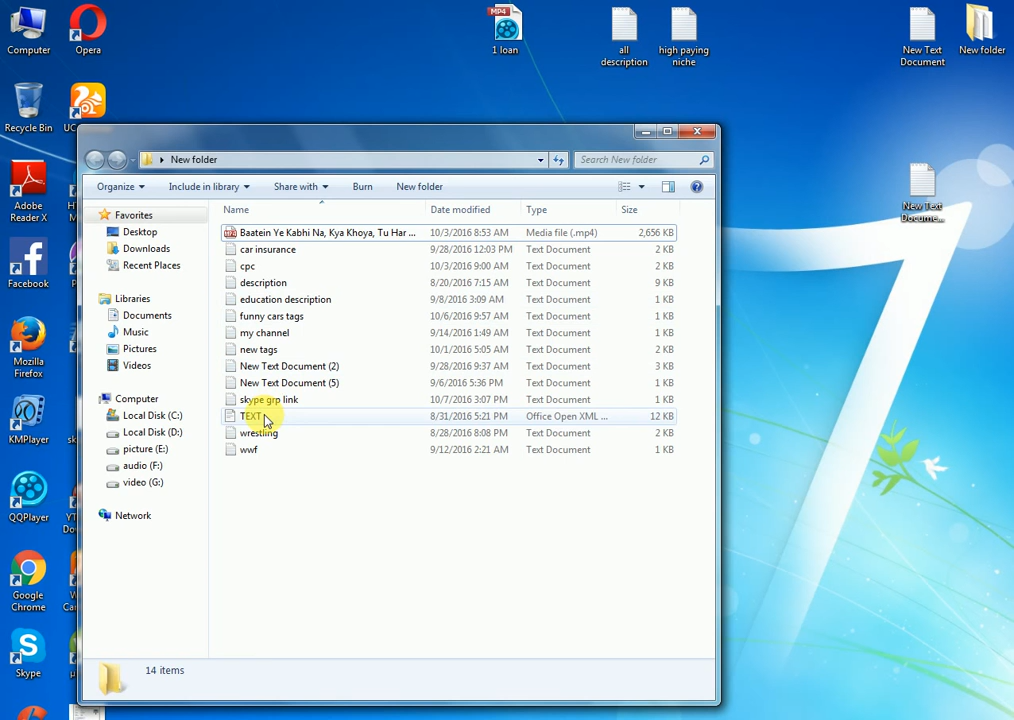 Computer
Opera
MP4
1 loan
all
description
high paying
niche
New Text
Document
New folder
Recycle Bin
UC
New folder
Search New folder
Organize
Include in library
Share with
Burn
New folder
Adobe
Reader X
Facebook
Mozilla
Firefox
KMPlayer
QQPlayer
Google
Chrome
Skype
Favorites
Desktop
Downloads
Recent Places
Libraries
Documents
Music
Pictures
Videos
Computer
Local Disk (C:)
Local Disk (D:)
picture (E:)
audio (F:)
video (G:)
Network
Name Date modified Type Size
Baatein Ye Kabhi Na, Kya Khoya, Tu Har ... 10/3/2016 8:53 AM Media file (.mp4) 2,656 KB
car insurance 9/28/2016 12:03 PM Text Document 2 KB
cpc 10/3/2016 9:00 AM Text Document 2 KB
description 8/20/2016 7:15 AM Text Document 9 KB
education description 9/8/2016 3:09 AM Text Document 1 KB
funny cars tags 10/6/2016 9:57 AM Text Document 1 KB
my channel 9/14/2016 1:49 AM Text Document 1 KB
new tags 10/1/2016 5:05 AM Text Document 2 KB
New Text Document (2) 9/28/2016 9:37 AM Text Document 3 KB
New Text Document (5) 9/6/2016 5:36 PM Text Document 1 KB
skype grp link 10/7/2016 3:07 PM Text Document 1 KB
TEXT 8/31/2016 5:21 PM Office Open XML ... 12 KB
wrestling 8/28/2016 8:08 PM Text Document 2 KB
wwf 9/12/2016 2:21 AM Text Document 1 KB
14 items
New Text
Docume...